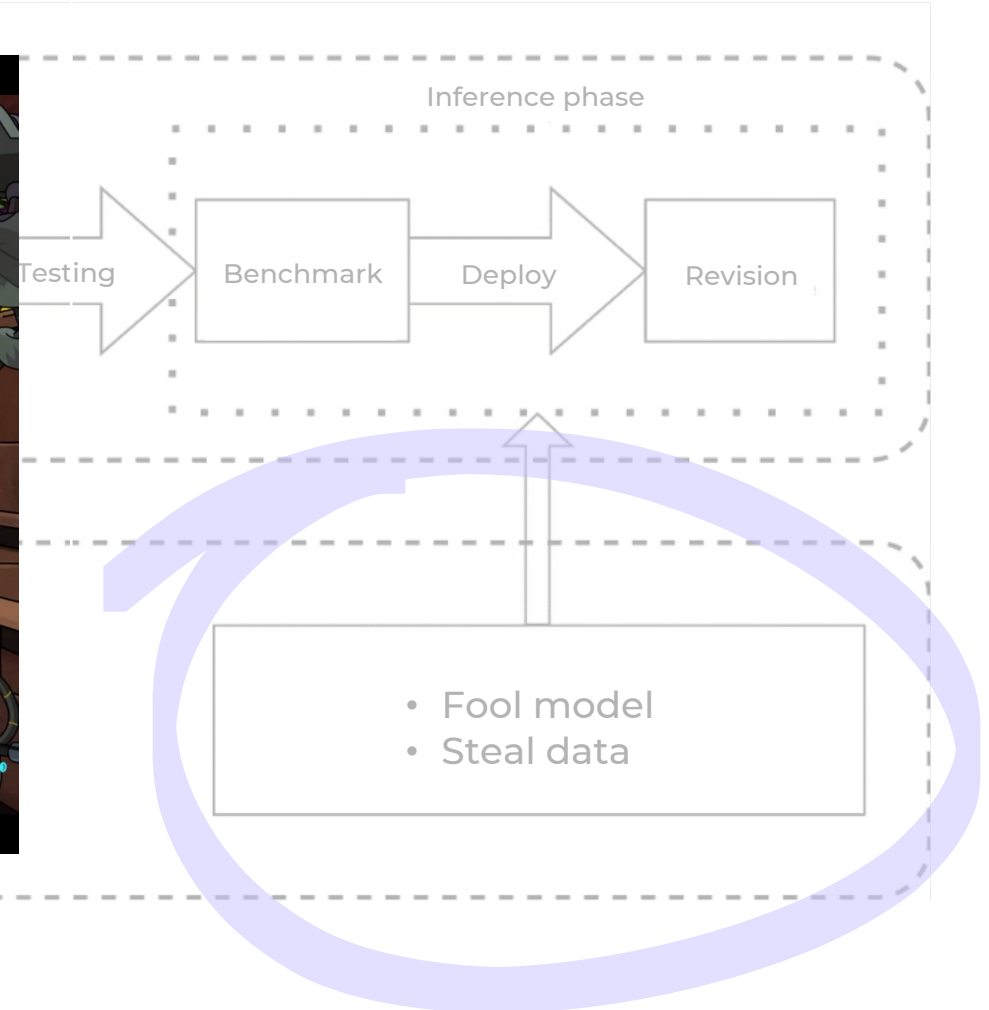 Inference phase
Testing
Benchmark
Deploy
Revision
• Fool model
• Steal data